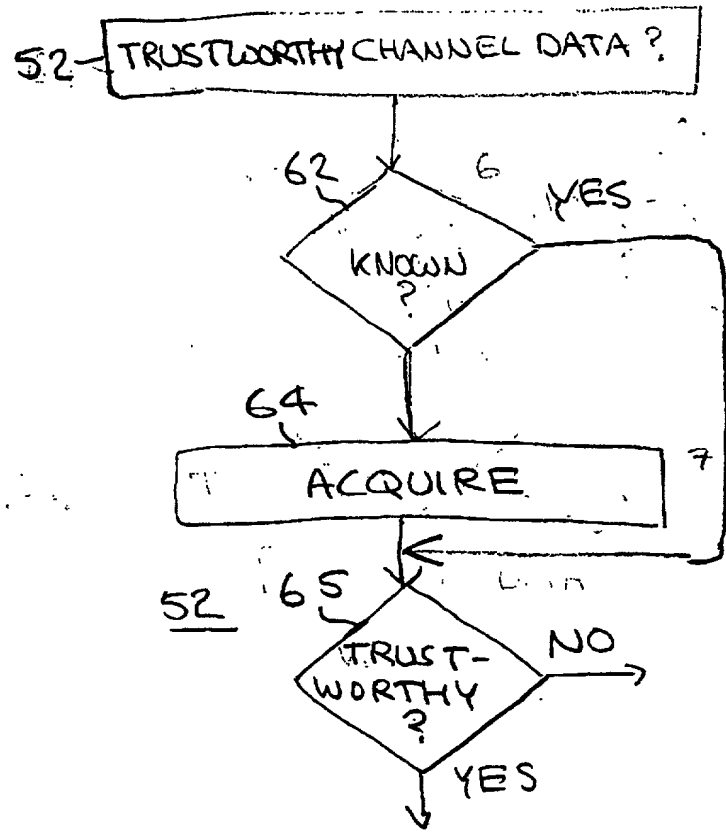 52 TRUSTWORTHY CHANNEL DATA ?
62 6 YES
KNOWN
?
64
ACQUIRE 7
52 65
TRUST- NO
WORTHY
?
YES